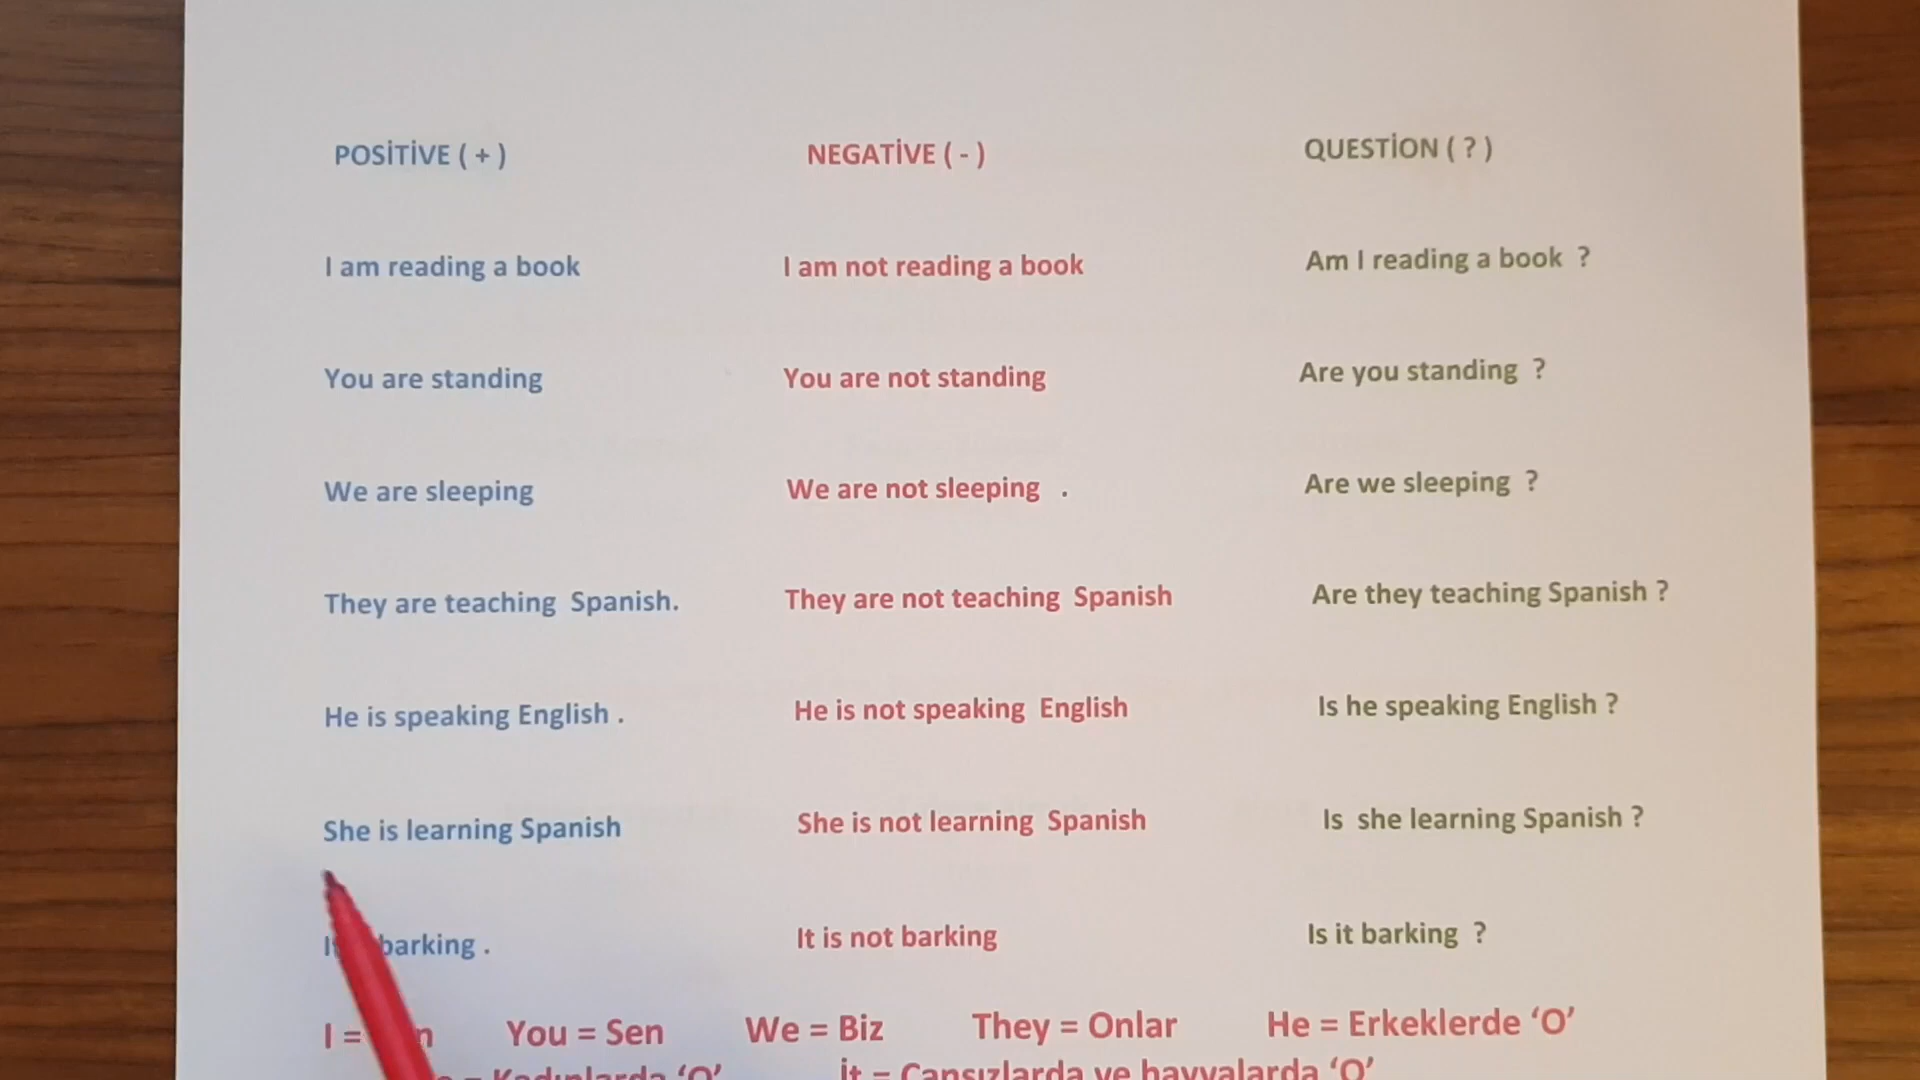 POSİTİVE ( + ) NEGATİVE ( - ) QUESTİON ( ? )
I am reading a book I am not reading a book Am I reading a book ?
You are standing You are not standing Are you standing ?
We are sleeping We are not sleeping . Are we sleeping ?
They are teaching Spanish. They are not teaching Spanish Are they teaching Spanish ?
He is speaking English . He is not speaking English Is he speaking English ?
She is learning Spanish She is not learning Spanish Is she learning Spanish ?
barking . It is not barking Is it barking ?
I = You = Sen We = Biz They = Onlar He = Erkeklerde ‘O’
= Kadınlarda ‘O’ İt = Cansızlarda ve hayvalarda ‘O’